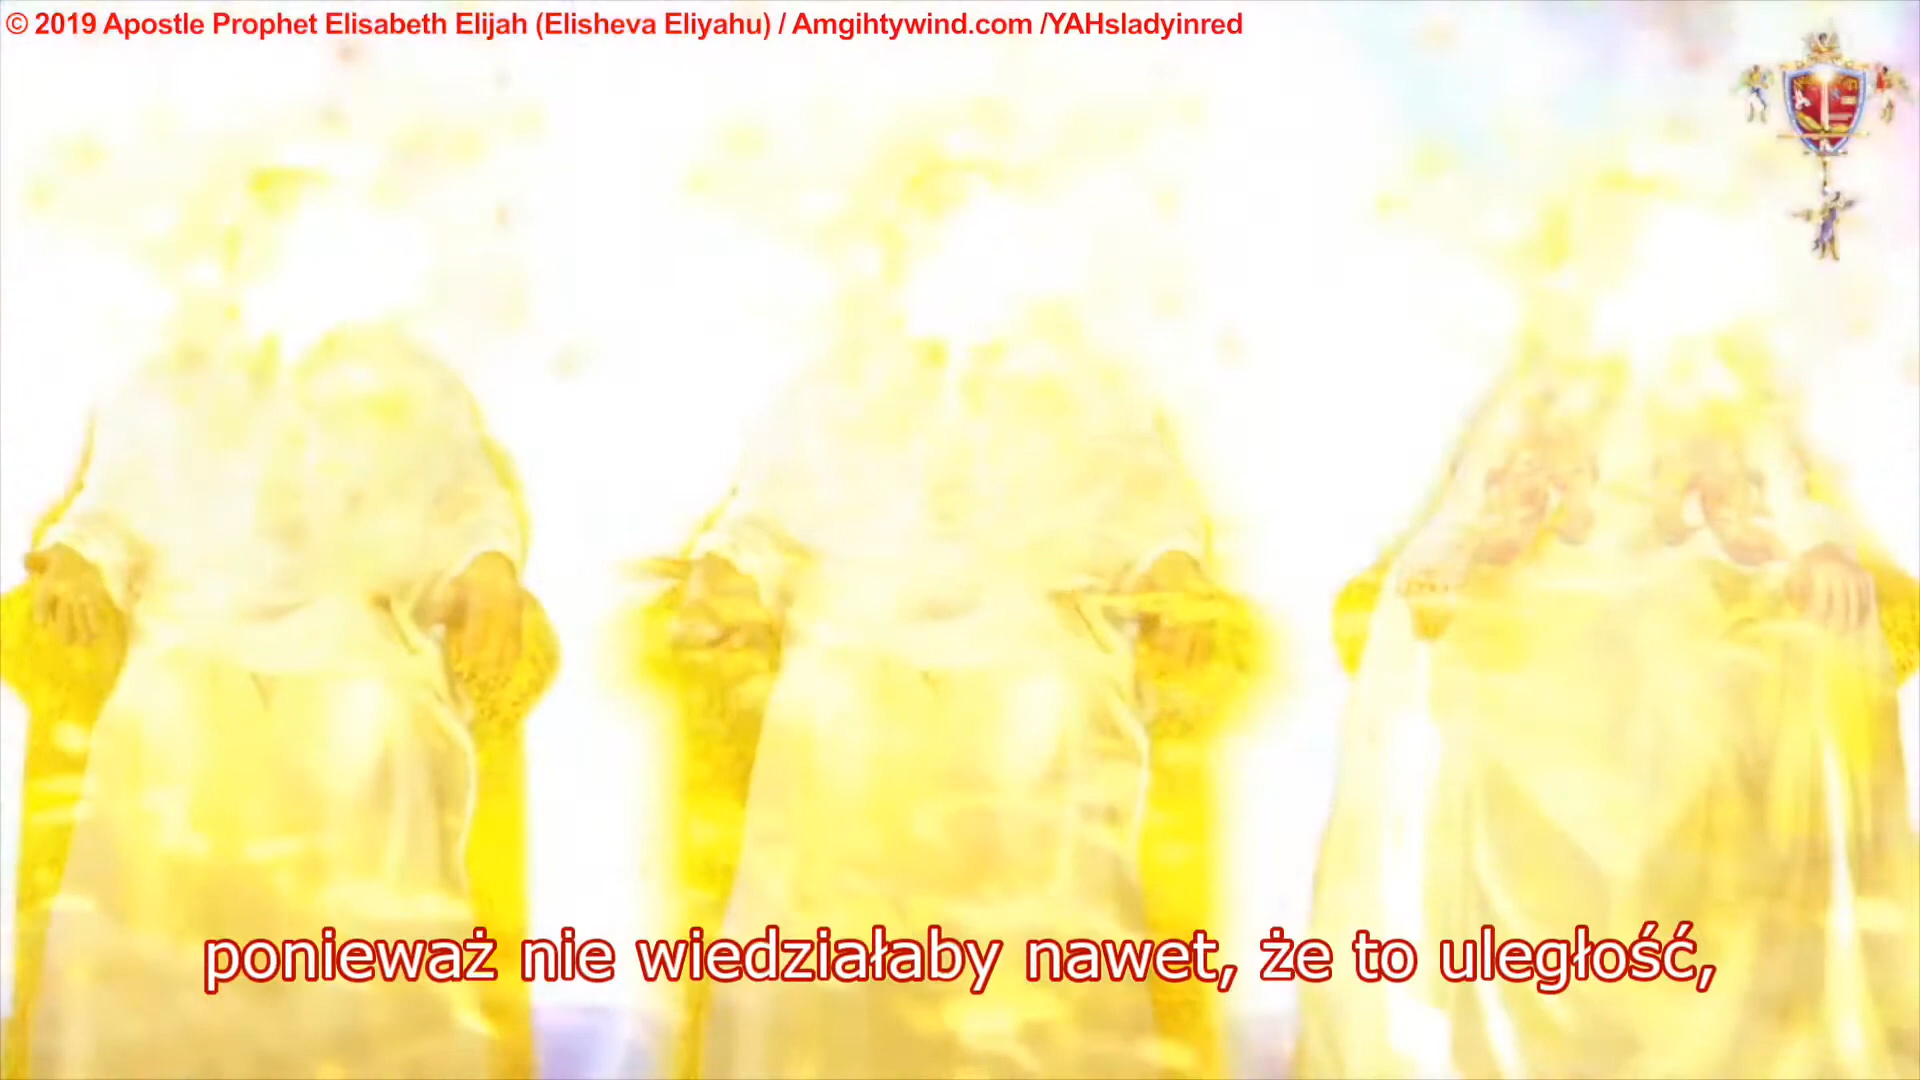 © 2019 Apostle Prophet Elisabeth Elijah (Elisheva Eliyahu) / Amgihtywind.com /YAHsladyinred
ponieważ nie wiedziałaby nawet, że to uległość,